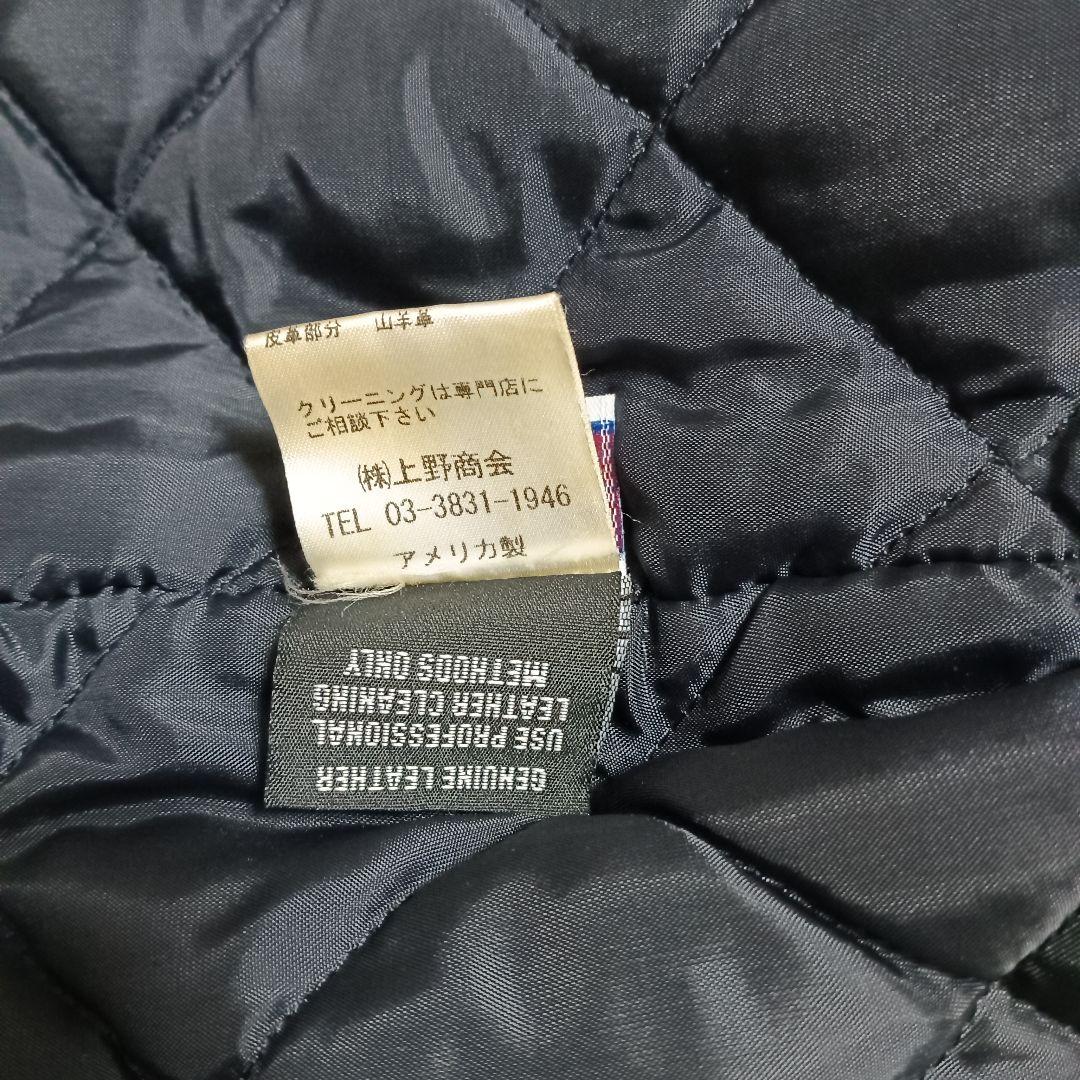 皮革部分 山羊革
クリーニングは専門店に
ご相談下さい
(株)上野商会
TEL 03-3831-1946
アメリカ製
GENUINE LEATHER
USE PROFESSIONAL
LEATHER CLEANING
METHODS ONLY